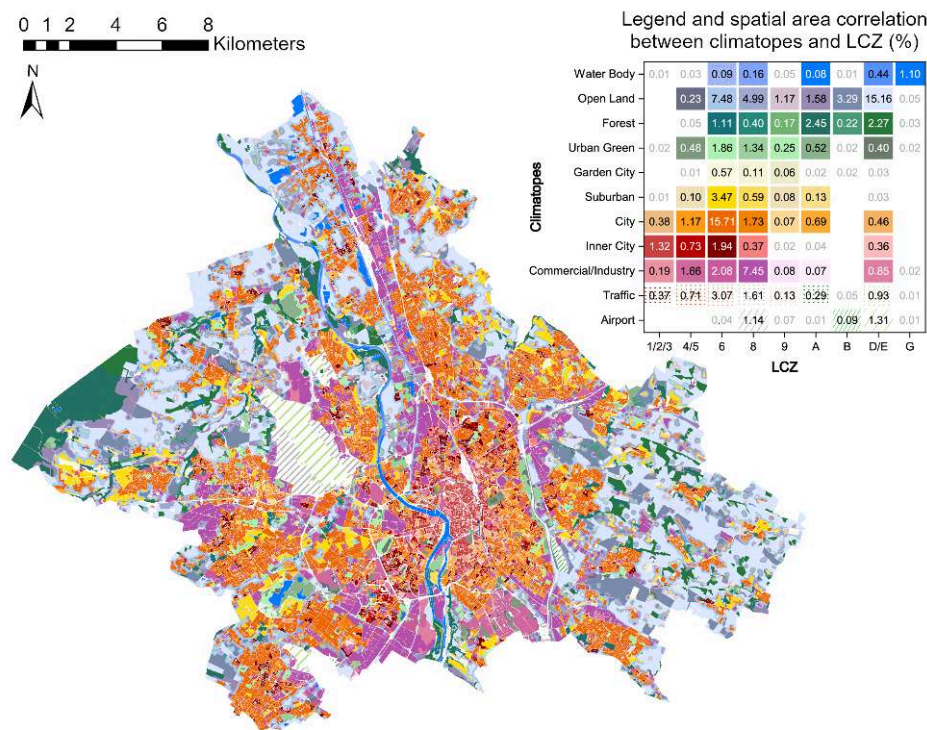 0 1 2 4 6 8
Kilometers
N
Legend and spatial area correlation
between climatopes and LCZ (%)
Climatopes
Water Body 0.01 0.03 0.09 0.16 0.05 0.08 0.01 0.44 1.10
Open Land 0.23 7.48 4.99 1.17 1.58 3.29 15.16 0.05
Forest 0.05 1.11 0.40 0.17 2.45 0.22 2.27 0.03
Urban Green 0.02 0.48 1.86 1.34 0.25 0.52 0.02 0.40 0.02
Garden City 0.01 0.57 0.11 0.06 0.02 0.02 0.03
Suburban 0.01 0.10 3.47 0.59 0.08 0.13 0.03
City 0.38 1.17 15.71 1.73 0.07 0.69 0.46
Inner City 1.32 0.73 1.94 0.37 0.02 0.04 0.36
Commercial/Industry 0.19 1.66 2.08 7.45 0.08 0.07 0.85 0.02
Traffic 0.37 0.71 3.07 1.61 0.13 0.29 0.05 0.93 0.01
Airport 0.04 1.14 0.07 0.01 0.09 1.31 0.01
1/2/3 4/5 6 8 9 A B D/E G
LCZ